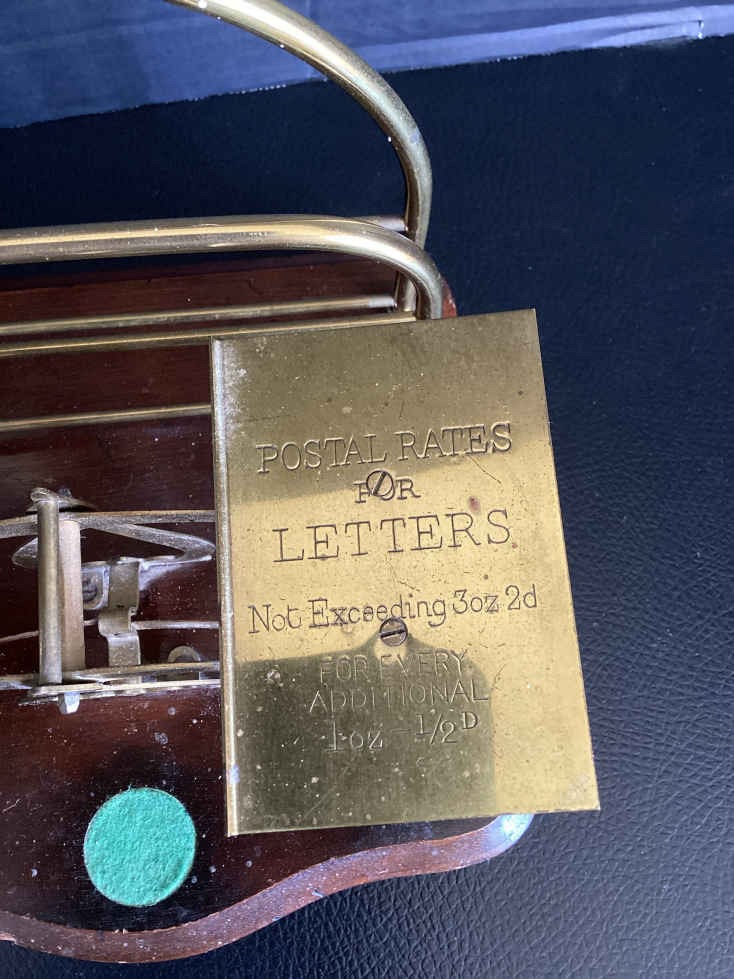 POSTAL RATES
FOR
LETTERS
Not Exceeding 3oz 2d
FOR EVERY
ADDITIONAL
1oz - 1/2D